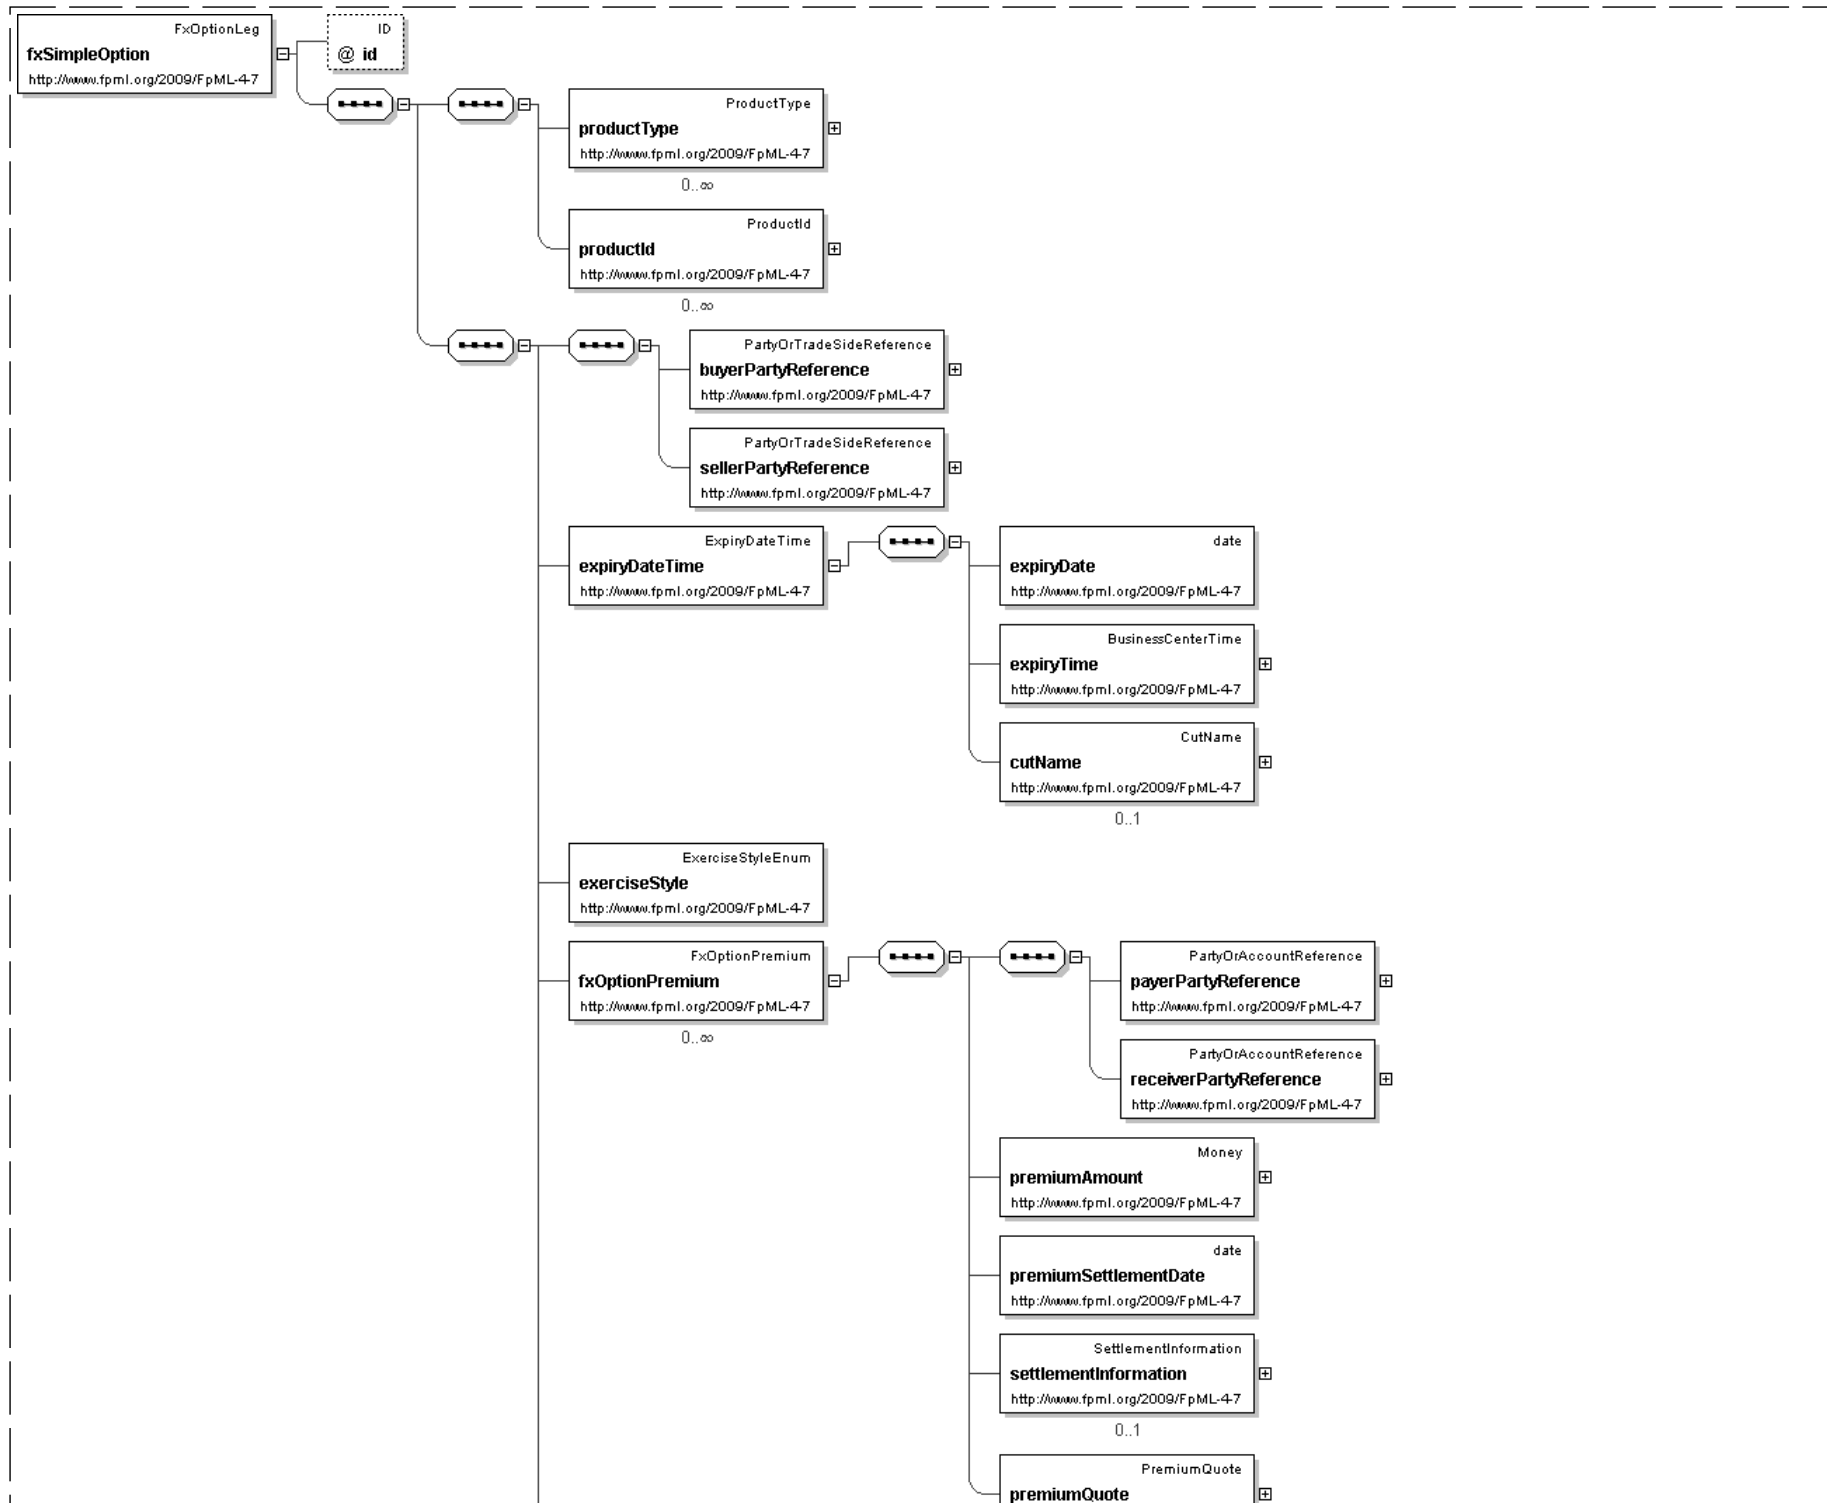 FxOptionLeg
fxSimpleOption
http://www.fpml.org/2009/FpML-4-7
ID
@ id
ProductType
productType
http://www.fpml.org/2009/FpML-4-7
0..∞
ProductId
productId
http://www.fpml.org/2009/FpML-4-7
0..∞
PartyOrTradeSideReference
buyerPartyReference
http://www.fpml.org/2009/FpML-4-7
PartyOrTradeSideReference
sellerPartyReference
http://www.fpml.org/2009/FpML-4-7
ExpiryDateTime
expiryDateTime
http://www.fpml.org/2009/FpML-4-7
date
expiryDate
http://www.fpml.org/2009/FpML-4-7
BusinessCenterTime
expiryTime
http://www.fpml.org/2009/FpML-4-7
CutName
cutName
http://www.fpml.org/2009/FpML-4-7
0..1
ExerciseStyleEnum
exerciseStyle
http://www.fpml.org/2009/FpML-4-7
FxOptionPremium
fxOptionPremium
http://www.fpml.org/2009/FpML-4-7
0..∞
PartyOrAccountReference
payerPartyReference
http://www.fpml.org/2009/FpML-4-7
PartyOrAccountReference
receiverPartyReference
http://www.fpml.org/2009/FpML-4-7
Money
premiumAmount
http://www.fpml.org/2009/FpML-4-7
date
premiumSettlementDate
http://www.fpml.org/2009/FpML-4-7
SettlementInformation
settlementInformation
http://www.fpml.org/2009/FpML-4-7
0..1
PremiumQuote
premiumQuote